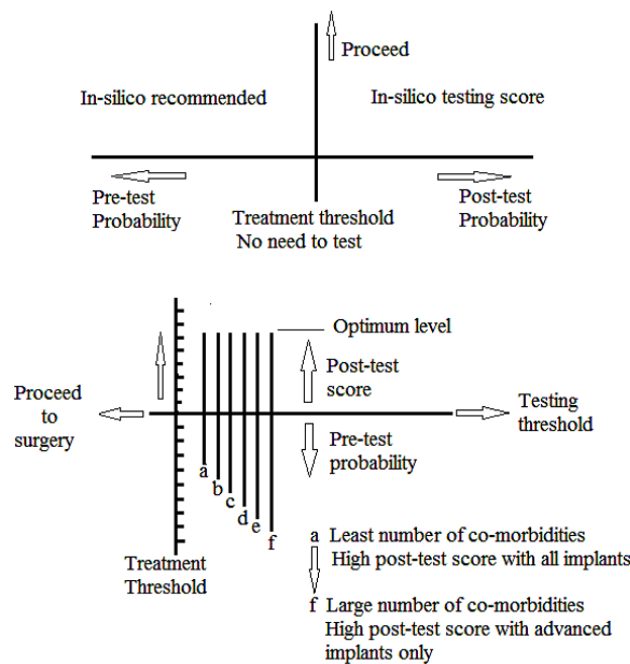 Proceed
In-silico recommended
In-silico testing score
Pre-test
Probability
Treatment threshold
No need to test
Post-test
Probability
Optimum level
Post-test
score
Proceed
to
surgery
Testing
threshold
Pre-test
probability
a
b
c
d
e
f
Treatment
Threshold
a Least number of co-morbidities
High post-test score with all implants
f Large number of co-morbidities
High post-test score with advanced
implants only